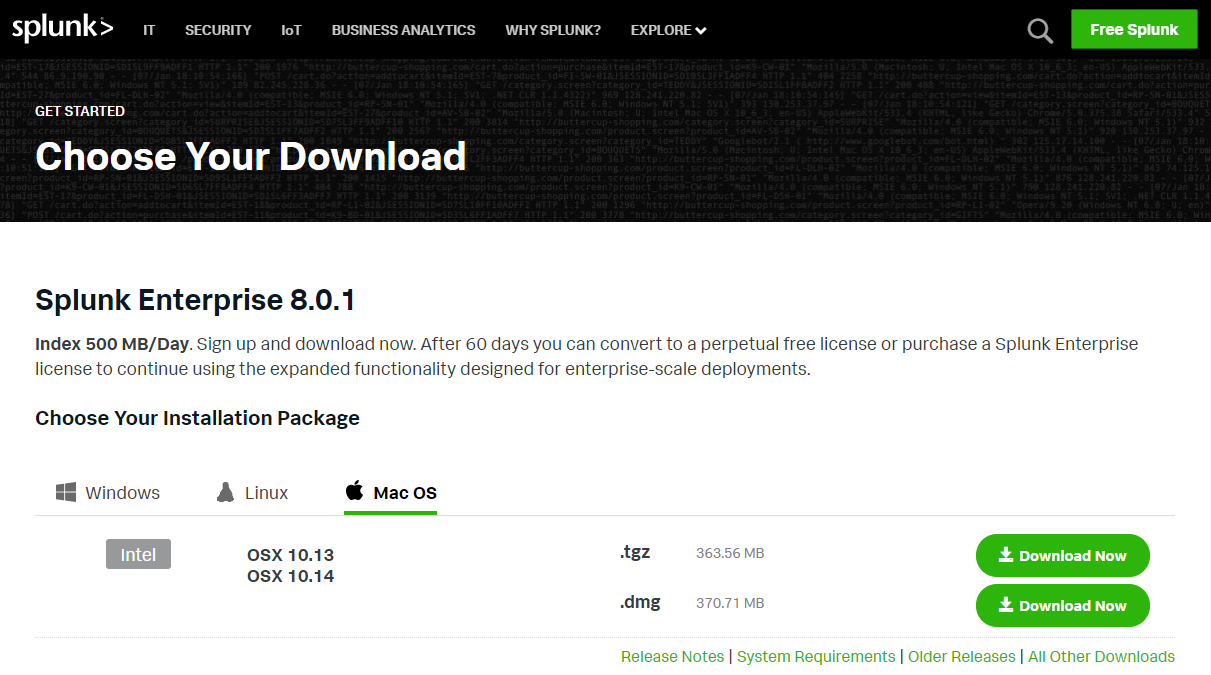 splunk> IT SECURITY IoT BUSINESS ANALYTICS WHY SPLUNK? EXPLORE Free Splunk
GET STARTED
Choose Your Download
Splunk Enterprise 8.0.1
Index 500 MB/Day. Sign up and download now. After 60 days you can convert to a perpetual free license or purchase a Splunk Enterprise
license to continue using the expanded functionality designed for enterprise-scale deployments.
Choose Your Installation Package
Windows Linux Mac OS
Intel OSX 10.13 .tgz 363.56 MB Download Now
OSX 10.14
.dmg 370.71 MB Download Now
Release Notes | System Requirements | Older Releases | All Other Downloads